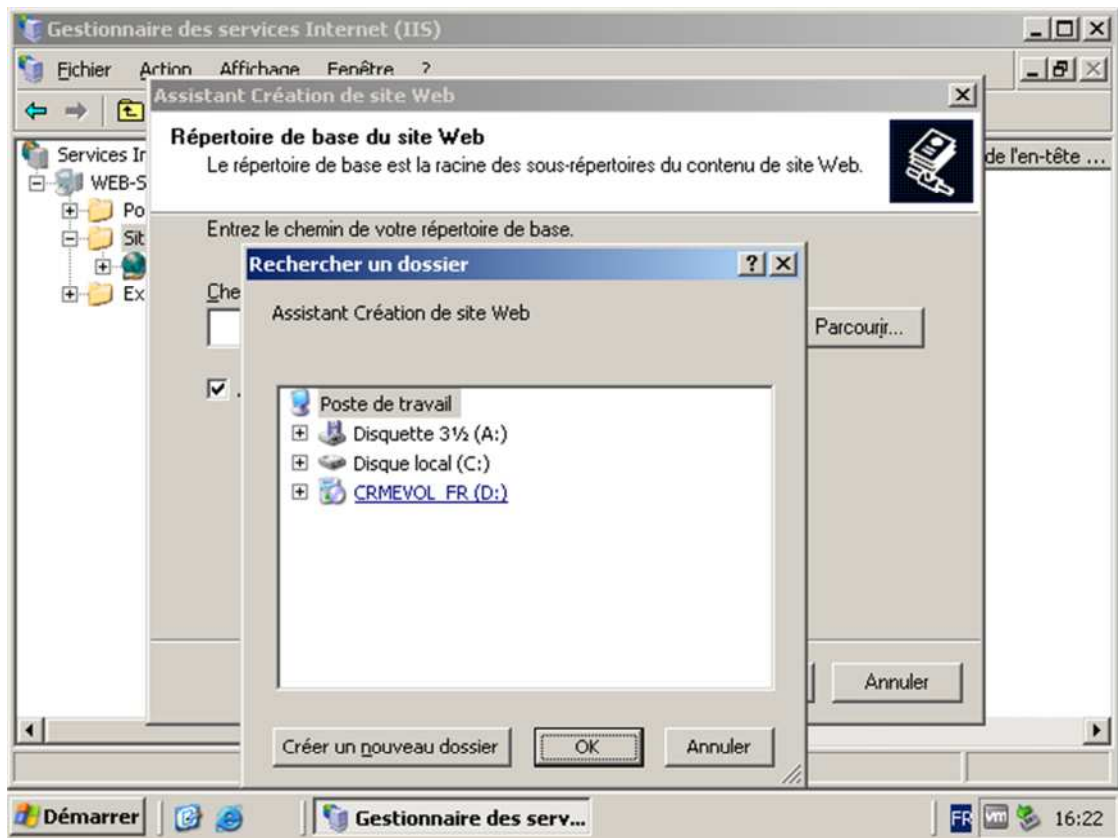 Gestionnaire des services Internet (IIS)
Fichier Action Affichage Fenêtre ?
Assistant Création de site Web
Répertoire de base du site Web
Le répertoire de base est la racine des sous-répertoires du contenu de site Web.
Services In
de l'en-tête ...
WEB-S
Po
Sit
Ex
Entrez le chemin de votre répertoire de base.
Che
Parcourir...
Rechercher un dossier
Assistant Création de site Web
Poste de travail
Disquette 3½ (A:)
Disque local (C:)
CRMEVOL_FR (D:)
Annuler
Créer un nouveau dossier OK Annuler
Démarrer Gestionnaire des serv... FR vm 16:22